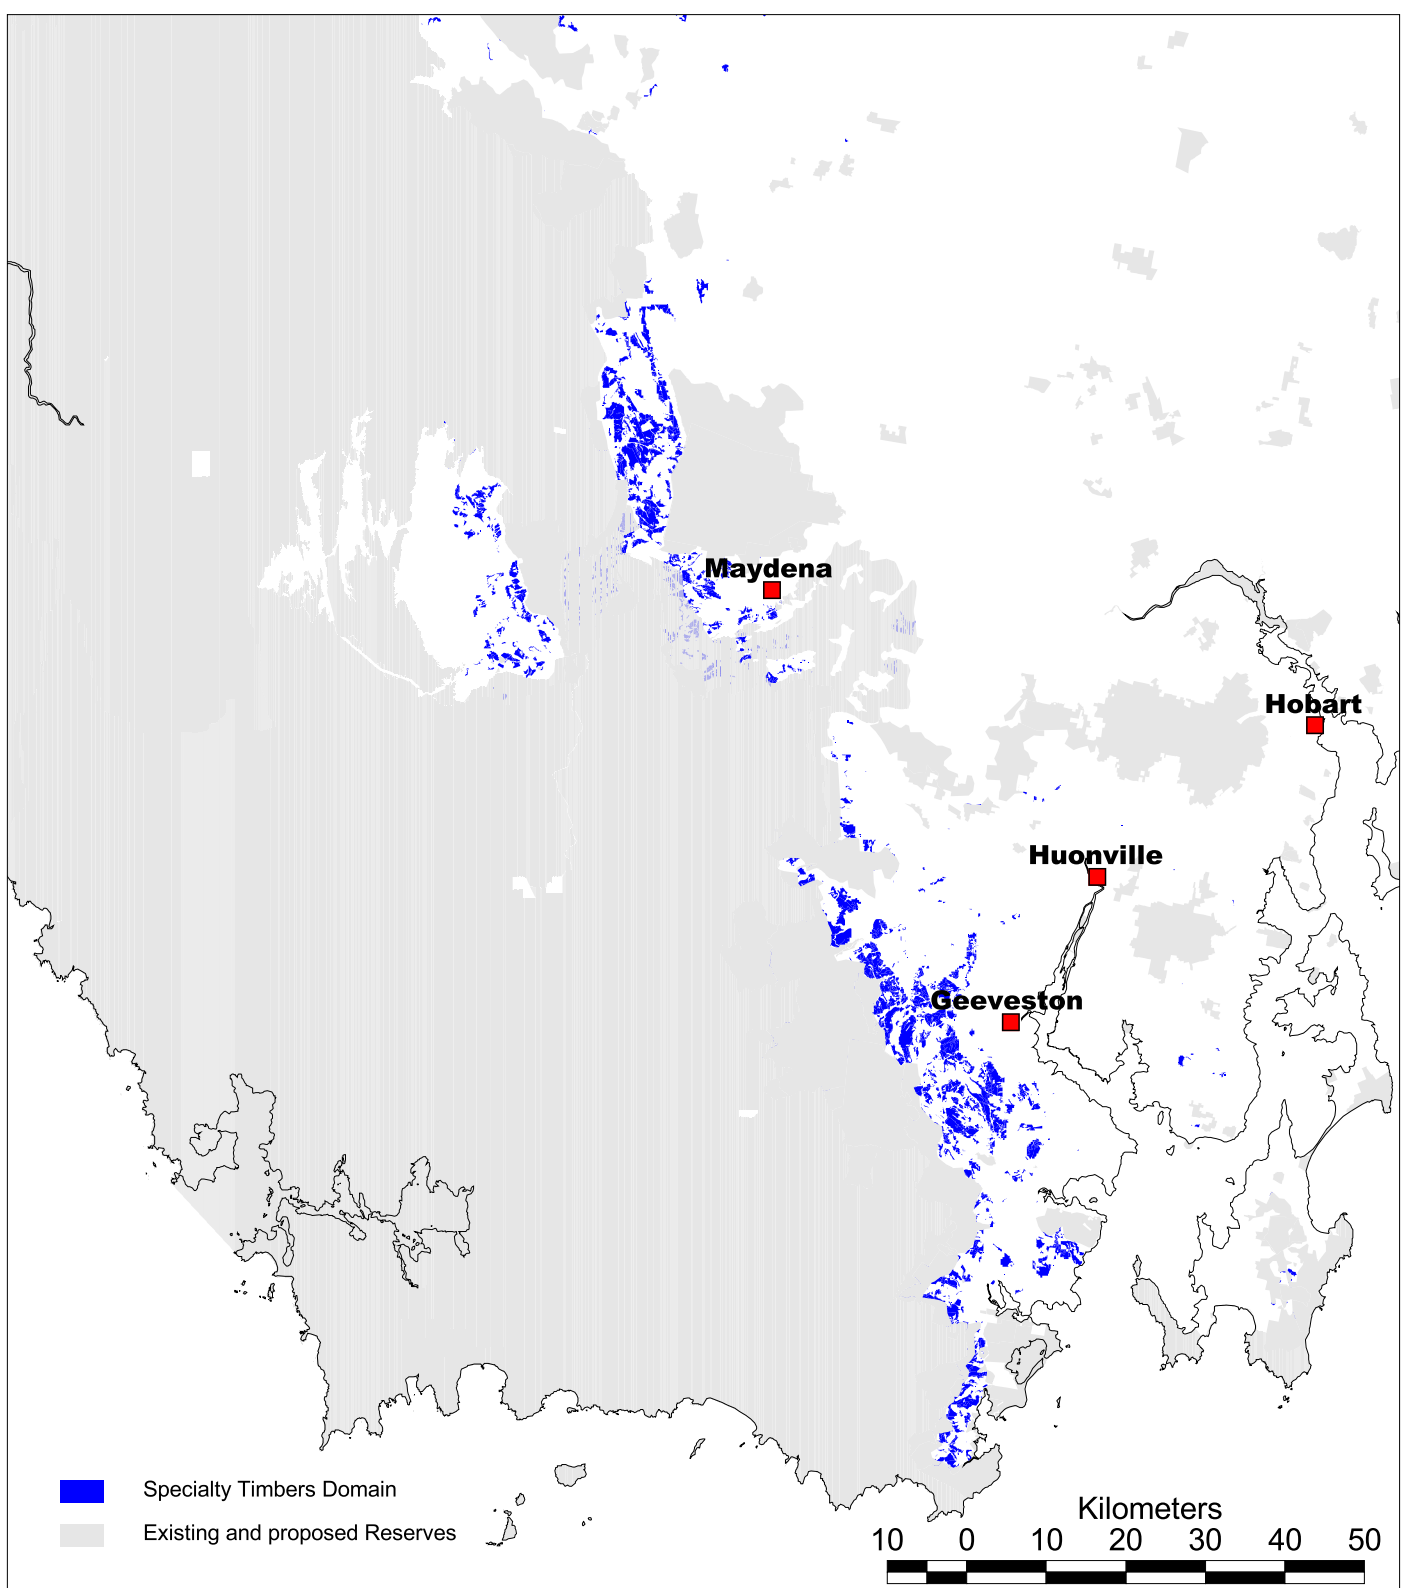 Maydena
Hobart
Huonville
Geeveston
Specialty Timbers Domain
Existing and proposed Reserves
Kilometers
10 0 10 20 30 40 50